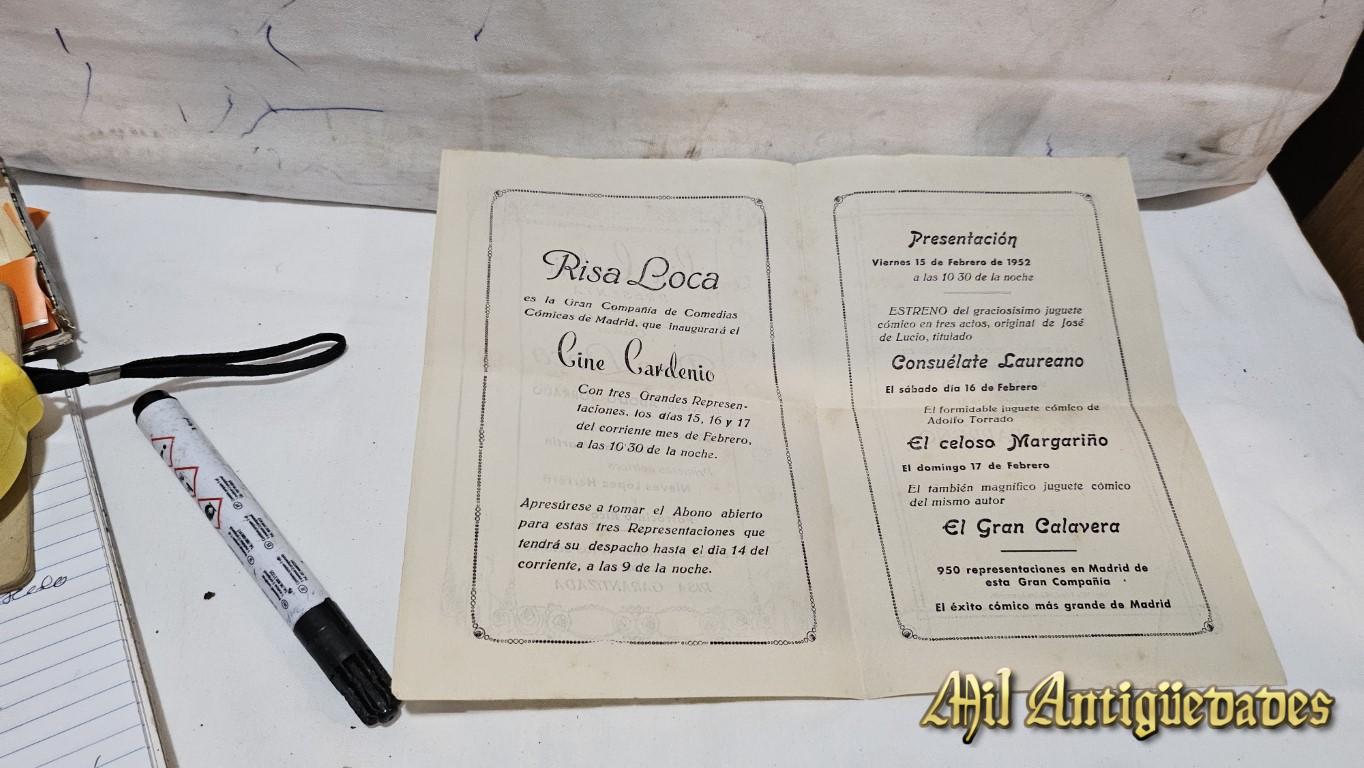 Risa Loca
es la Gran Compañía de Comedias
Cómicas de Madrid, que inaugurará el
Cine Cardenio
Con tres Grandes Represen-
taciones, los días 15, 16 y 17
del corriente mes de Febrero,
a las 10'30 de la noche.
Apresúrese a tomar el Abono abierto
para estas tres Representaciones que
tendrá su despacho hasta el dia 14 del
corriente, a las 9 de la noche.
Presentación
Viernes 15 de Febrero de 1952
a las 10 30 de la noche
ESTRENO del graciosísimo juguete
cómico en tres actos, original de José
de Lucio, titulado
Consuélate Laureano
El sábado día 16 de Febrero
El formidable juguete cómico de
Adolfo Torrado
El celoso Margariño
El domingo 17 de Febrero
El también magnífico juguete cómico
del mismo autor
El Gran Calavera
950 representaciones en Madrid de
esta Gran Compañía
El éxito cómico más grande de Madrid
Mil Antigüedades